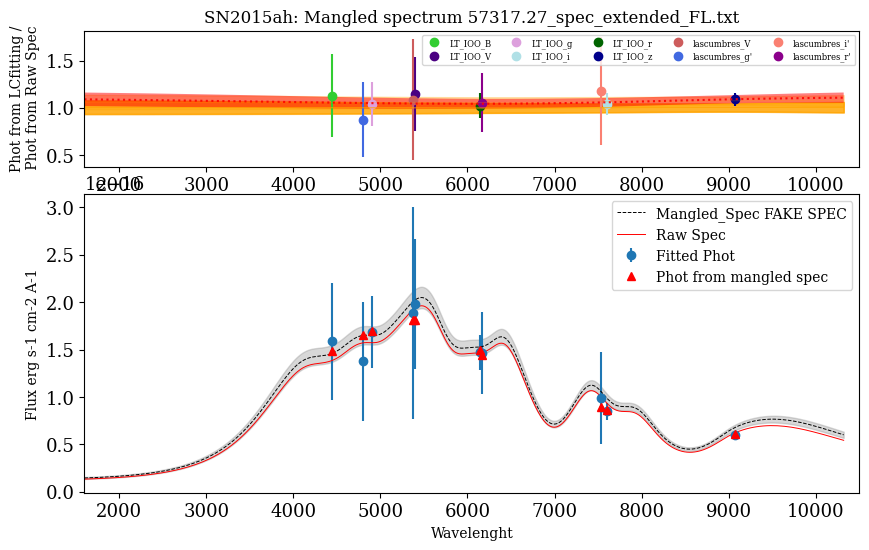 SN2015ah: Mangled spectrum 57317.27_spec_extended_FL.txt
Phot from LCfitting /
Phot from Raw Spec
1.5
1.0
0.5
LT_IOO_B
LT_IOO_V
LT_IOO_g
LT_IOO_i
LT_IOO_r
LT_IOO_z
lascumbres_V
lascumbres_g'
lascumbres_i'
lascumbres_r'
2000 3000 4000 5000 6000 7000 8000 9000 10000
1e−16
Flux erg s-1 cm-2 A-1
3.0
2.5
2.0
1.5
1.0
0.5
0.0
Mangled_Spec FAKE SPEC
Raw Spec
Fitted Phot
Phot from mangled spec
2000 3000 4000 5000 6000 7000 8000 9000 10000
Wavelenght